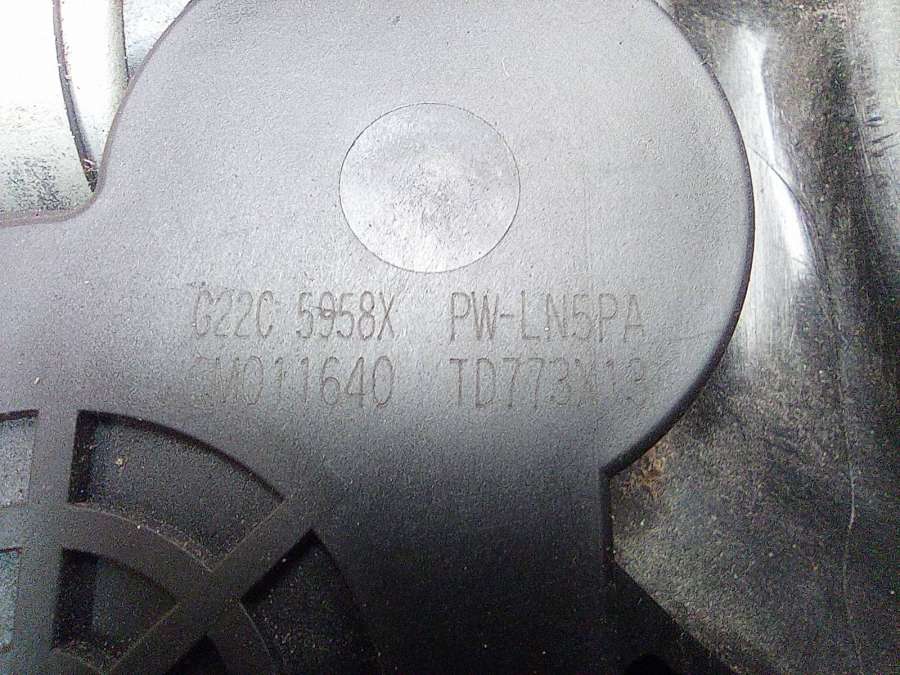 G22C 5958X PW-LN5PA
GM011640 TD773X13